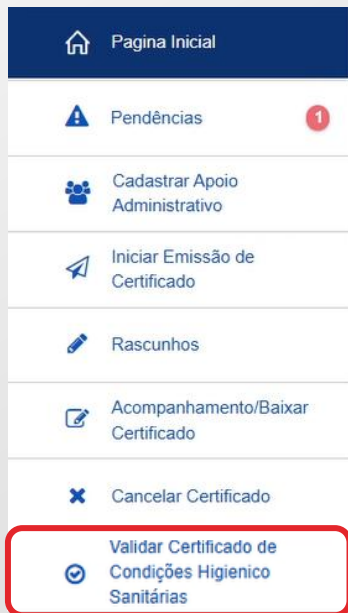 Pagina Inicial
Pendências 1
Cadastrar Apoio
Administrativo
Iniciar Emissão de
Certificado
Rascunhos
Acompanhamento/Baixar
Certificado
Cancelar Certificado
Validar Certificado de
Condições Higienico
Sanitárias